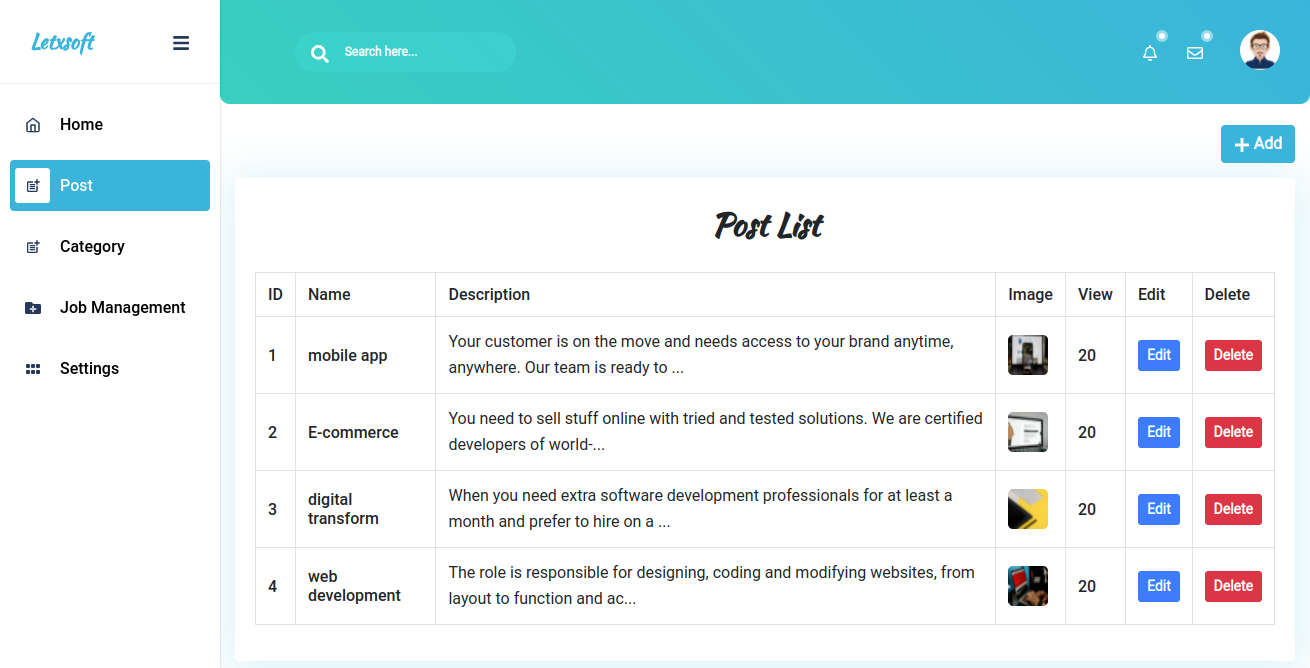 Letxsoft
Search here...
Home
Post
Category
Job Management
Settings
Add
Post List
ID Name Description Image View Edit Delete
1 mobile app Your customer is on the move and needs access to your brand anytime, 20 Edit Delete
anywhere. Our team is ready to ...
2 E-commerce You need to sell stuff online with tried and tested solutions. We are certified 20 Edit Delete
developers of world-...
3 digital When you need extra software development professionals for at least a 20 Edit Delete
transform month and prefer to hire on a ...
4 web The role is responsible for designing, coding and modifying websites, from 20 Edit Delete
development layout to function and ac...